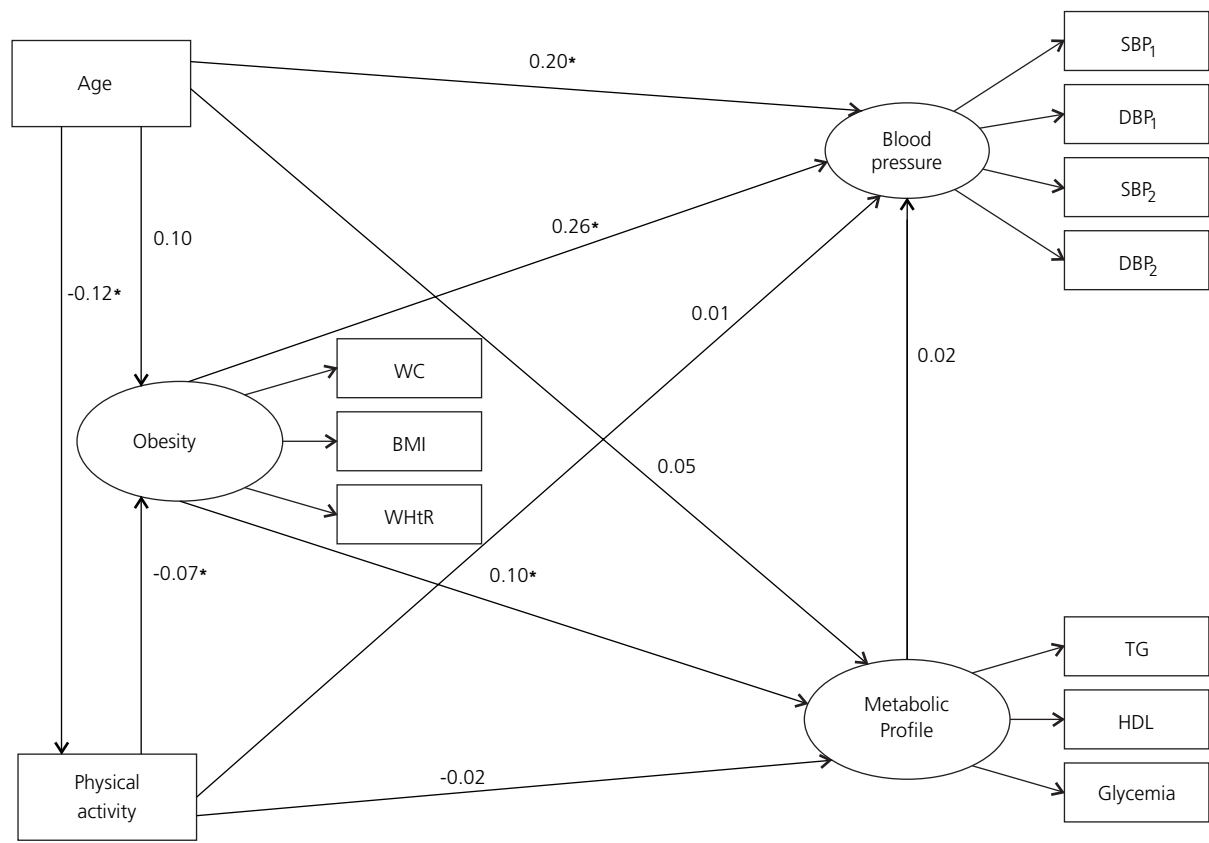 Age
0.20*
SBP1
DBP1
Blood
pressure
SBP2
DBP2
0.10
0.26*
-0.12*
0.01
0.02
WC
Obesity
BMI
WHtR
0.05
-0.07*
0.10*
TG
Metabolic
Profile
HDL
Glycemia
Physical
activity
-0.02